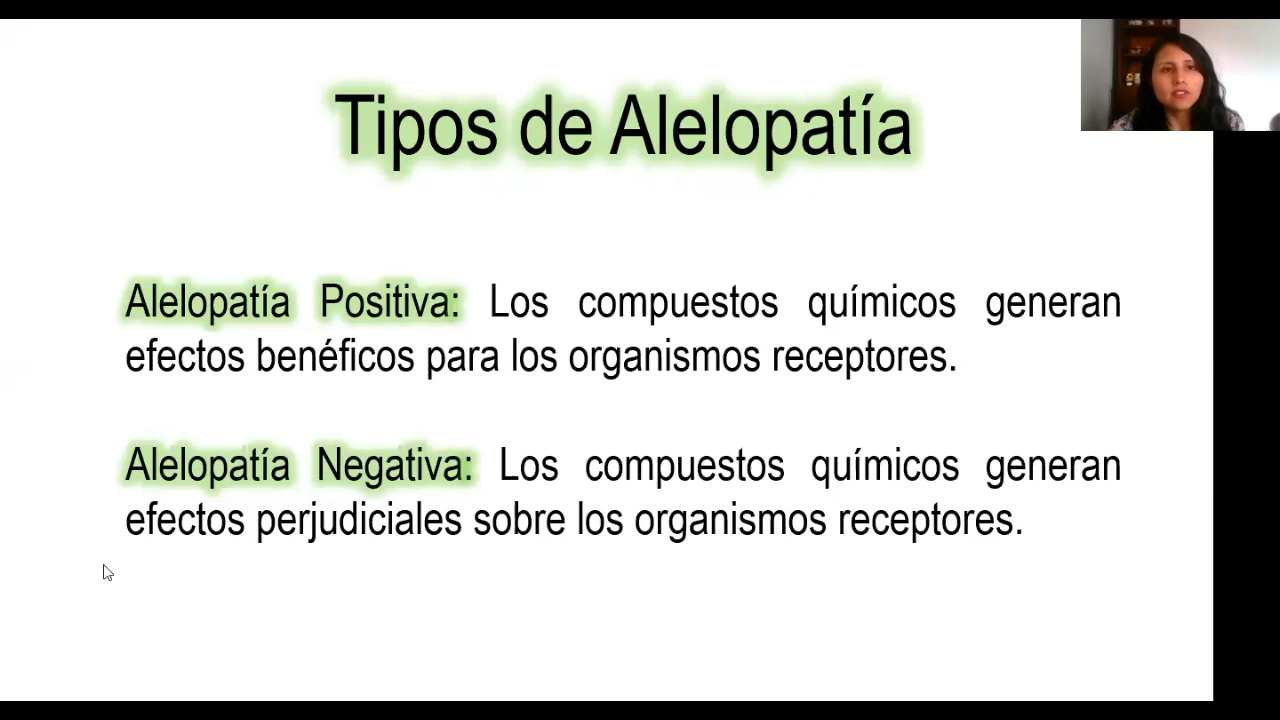 Tipos de Alelopatía
Alelopatía Positiva: Los compuestos químicos generan
efectos benéficos para los organismos receptores.
Alelopatía Negativa: Los compuestos químicos generan
efectos perjudiciales sobre los organismos receptores.